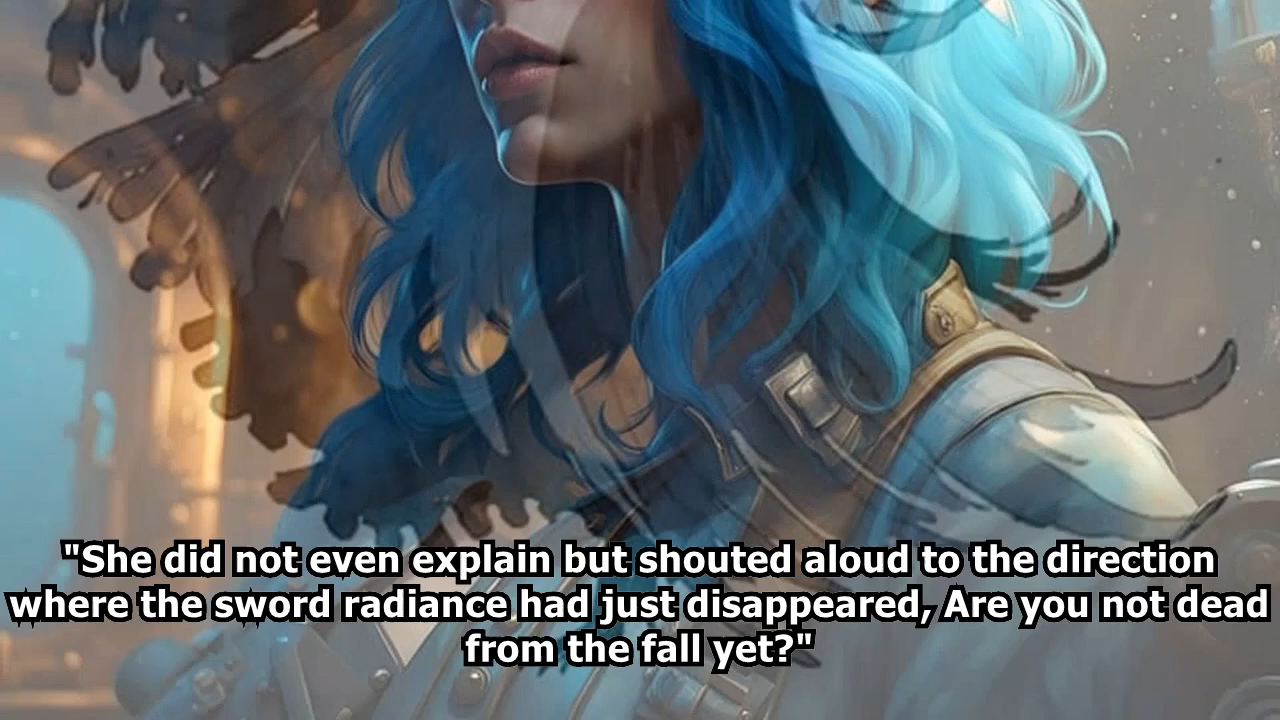 "She did not even explain but shouted aloud to the direction
where the sword radiance had just disappeared, Are you not dead
from the fall yet?"